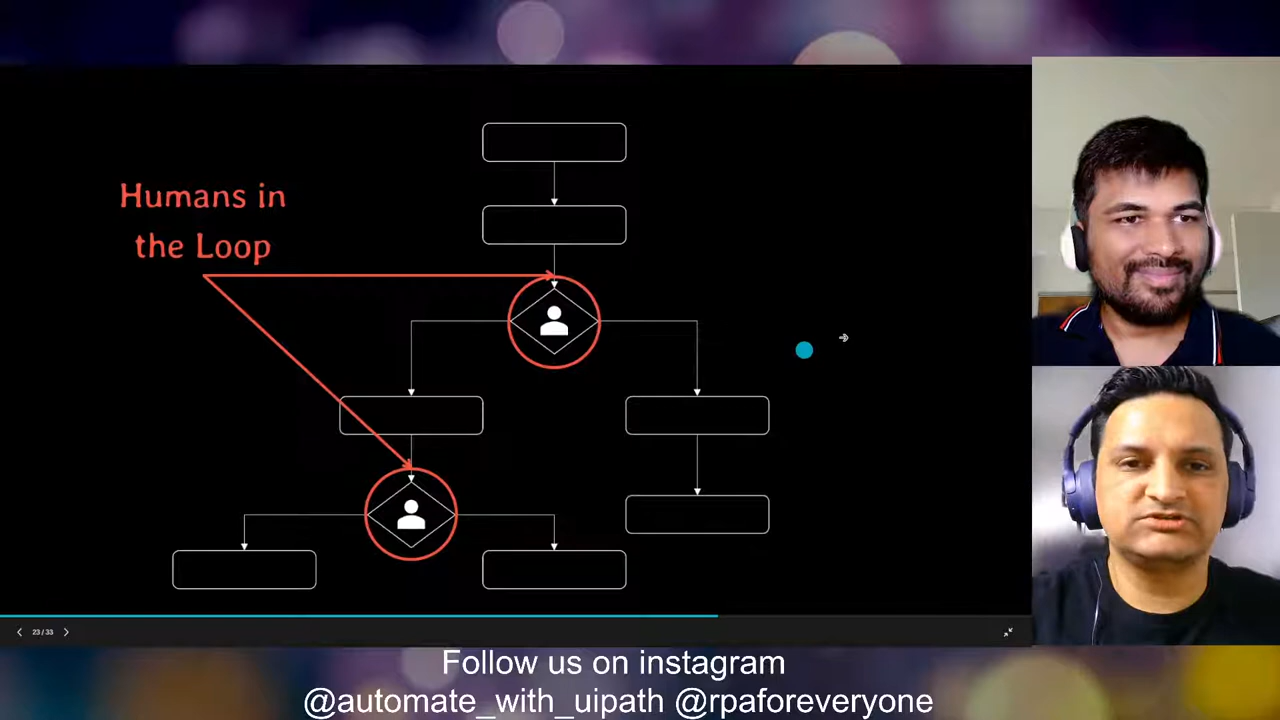 Humans in
the Loop
23 / 33
Follow us on instagram
@automate_with_uipath @rpaforeveryone